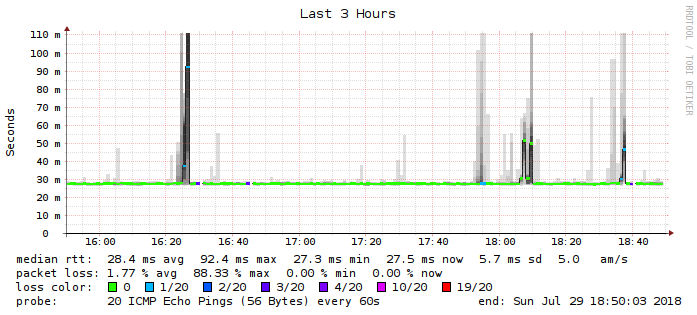 Last 3 Hours
RRDTOOL / TOBI OETIKER
Seconds
110 m
100 m
90 m
80 m
70 m
60 m
50 m
40 m
30 m
20 m
10 m
0
16:00 16:20 16:40 17:00 17:20 17:40 18:00 18:20 18:40
median rtt: 28.4 ms avg 92.4 ms max 27.3 ms min 27.5 ms now 5.7 ms sd 5.0 am/s
packet loss: 1.77 % avg 88.33 % max 0.00 % min 0.00 % now
loss color: 0 1/20 2/20 3/20 4/20 10/20 19/20
probe: 20 ICMP Echo Pings (56 Bytes) every 60s end: Sun Jul 29 18:50:03 2018